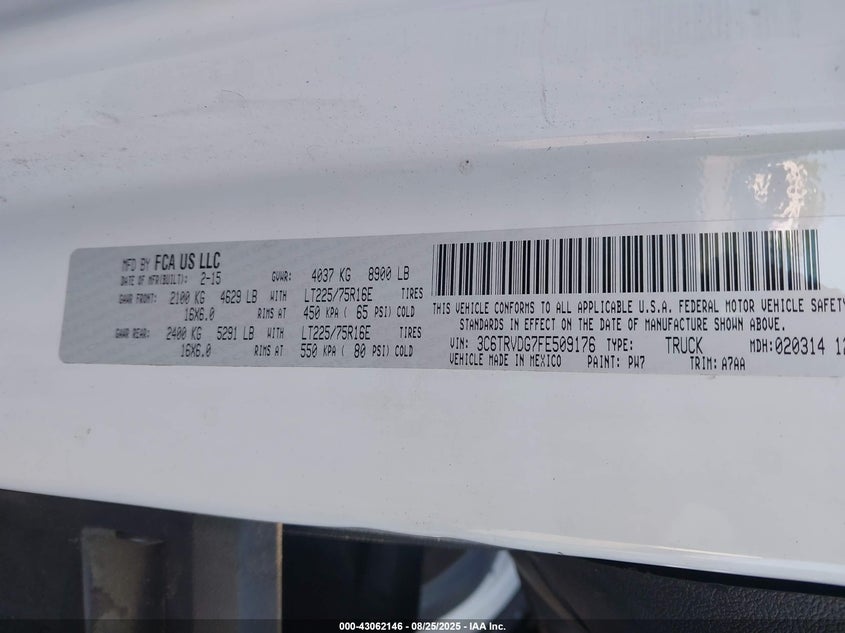 MFD BY FCA US LLC
DATE OF MFR(BUILT): 2-15 GVWR: 4037 KG 8900 LB
GAWR FRONT: 2100 KG 4629 LB WITH LT225/75R16E TIRES
16X6.0 RIMS AT 450 KPA ( 65 PSI) COLD
GAWR REAR: 2400 KG 5291 LB WITH LT225/75R16E TIRES
16X6.0 RIMS AT 550 KPA ( 80 PSI) COLD
THIS VEHICLE CONFORMS TO ALL APPLICABLE U.S.A. FEDERAL MOTOR VEHICLE SAFETY
STANDARDS IN EFFECT ON THE DATE OF MANUFACTURE SHOWN ABOVE.
VIN: 3C6TRVDG7FE509176 TYPE: TRUCK MDH:020314 12
VEHICLE MADE IN MEXICO PAINT: PW7 TRIM: A7AA
000-43062146 - 08/25/2025 - IAA Inc.